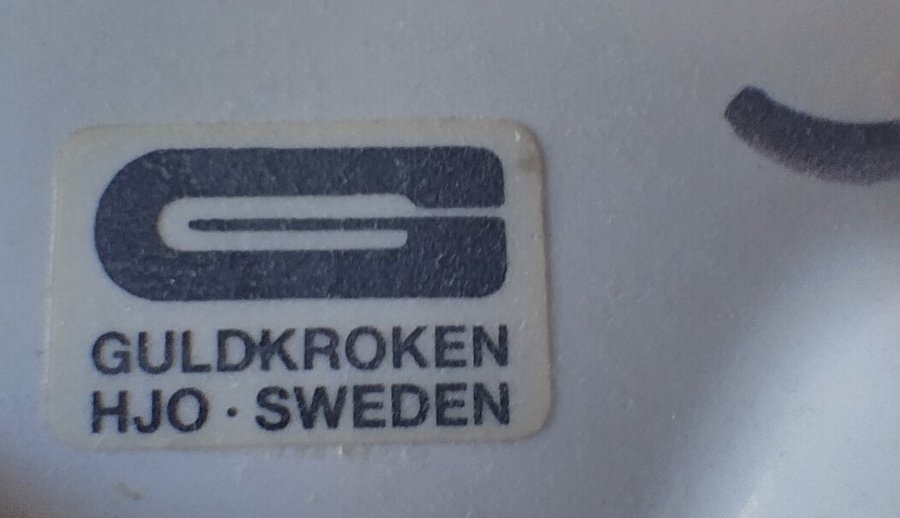 GULDKROKEN
HJO · SWEDEN